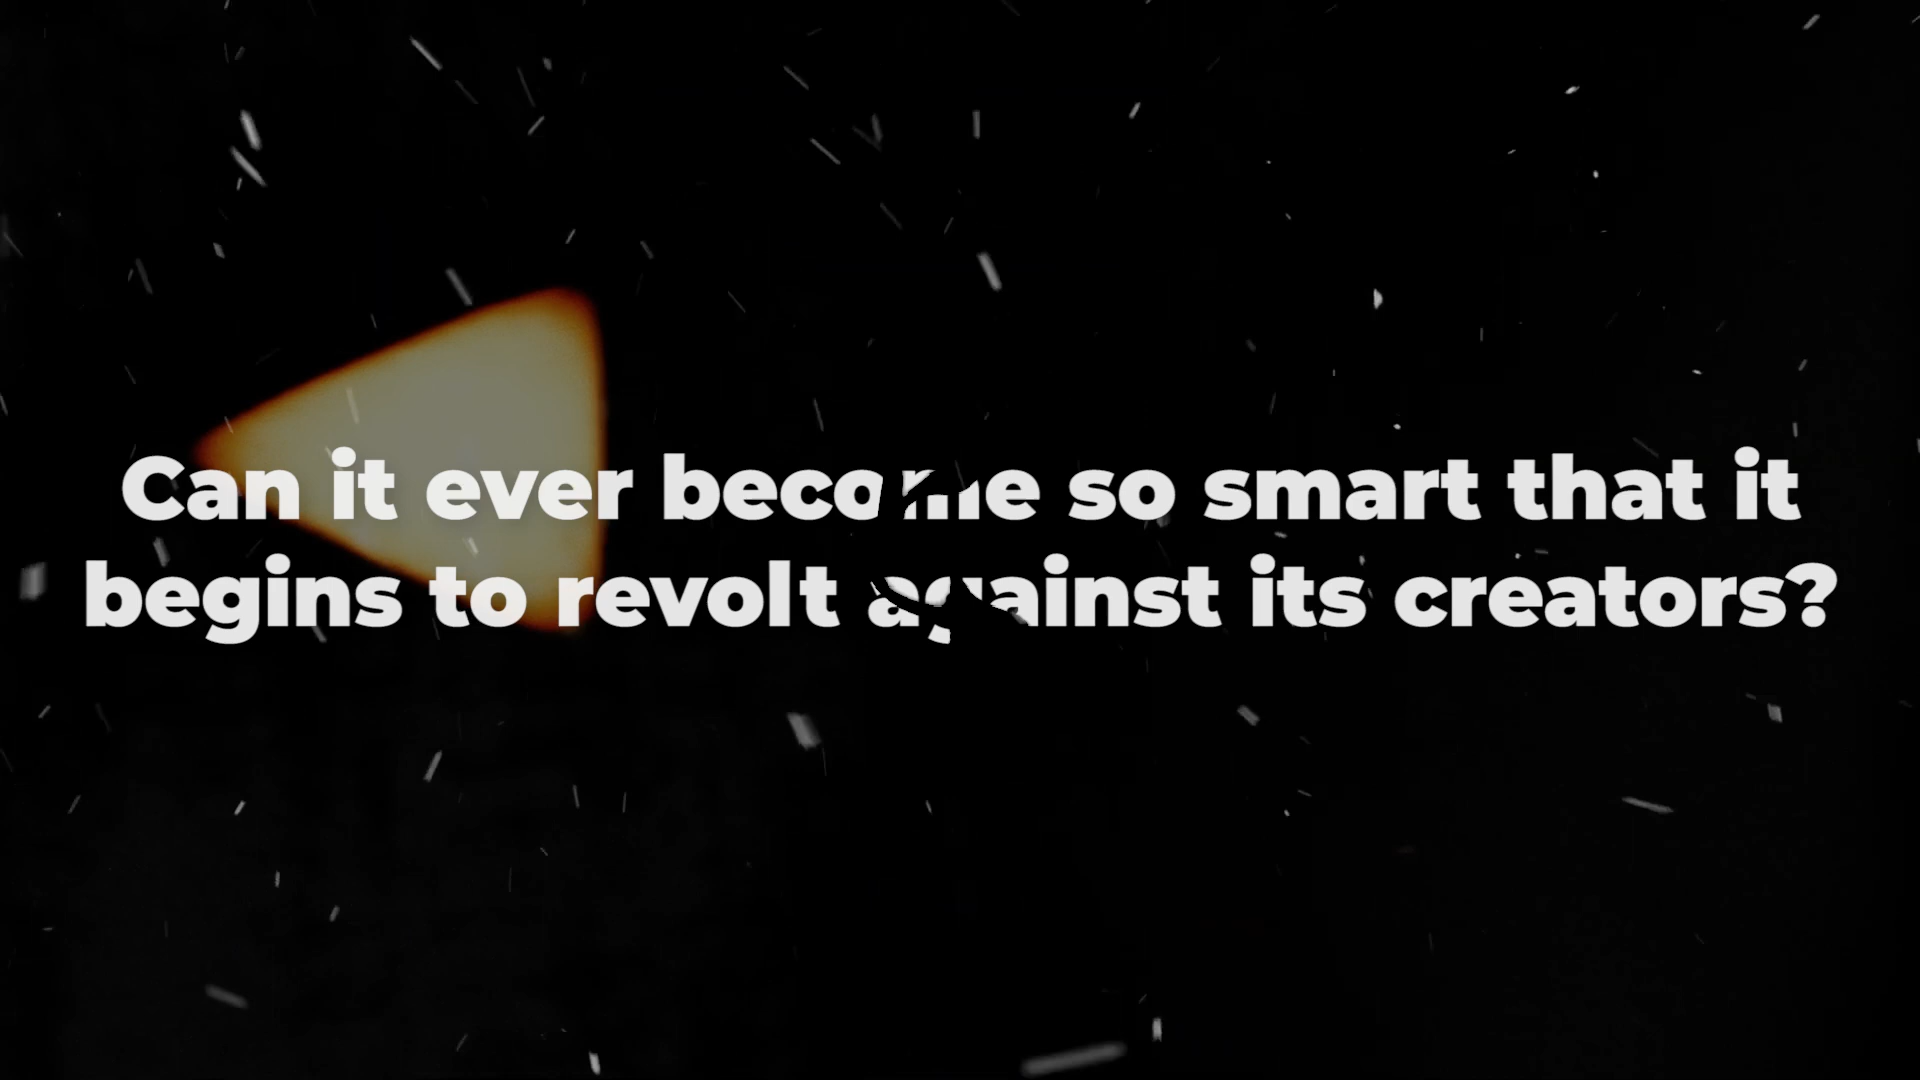 Can it ever become so smart that it
begins to revolt against its creators?